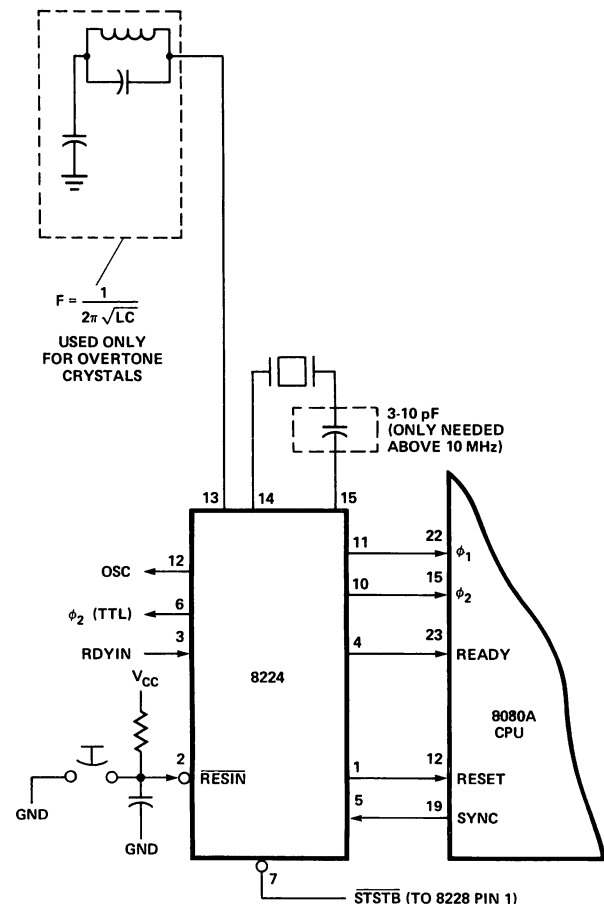 F = 1 / 2π √LC
USED ONLY
FOR OVERTONE
CRYSTALS
3-10 pF
(ONLY NEEDED
ABOVE 10 MHz)
13 14 15
12 OSC
6 ϕ2 (TTL)
3 RDYIN
VCC
2 RESIN
GND
GND
8224
11 22 ϕ1
10 15 ϕ2
4 23 READY
8080A
CPU
1 12 RESET
5 19 SYNC
7
STSTB (TO 8228 PIN 1)